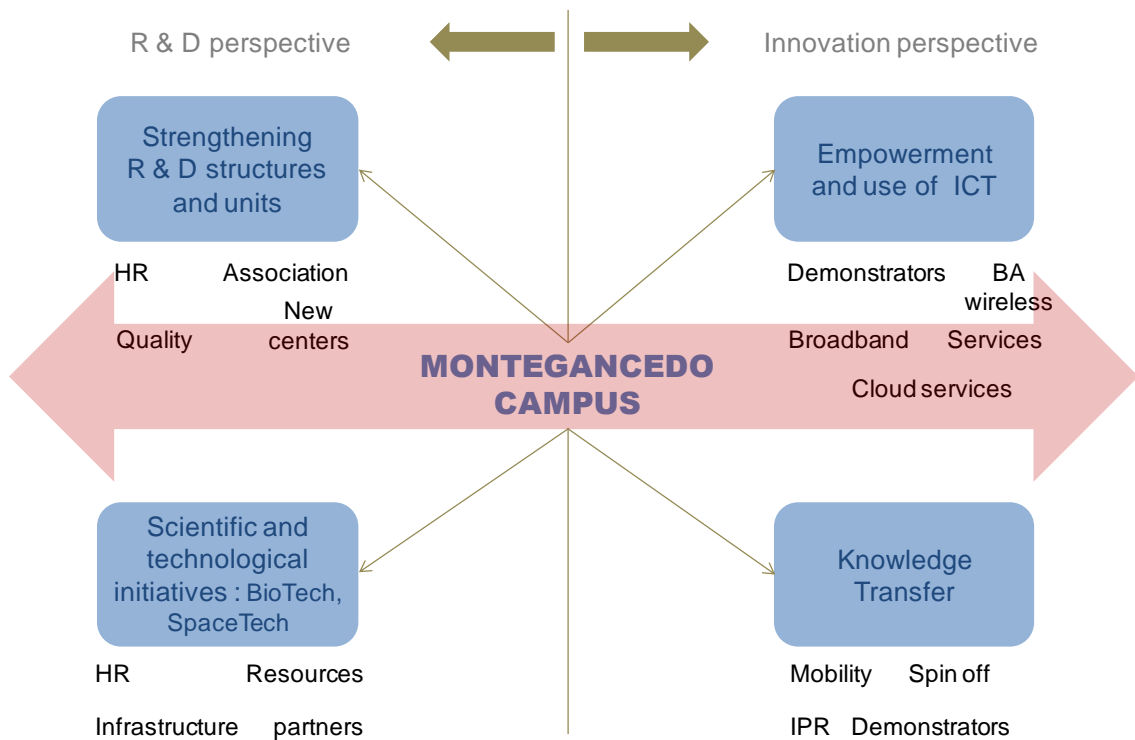 R & D perspective
Innovation perspective
Strengthening
R & D structures
and units
Empowerment
and use of ICT
HR Association
New
Quality centers
Demonstrators BA
wireless
Broadband Services
Cloud services
MONTEGANCEDO
CAMPUS
Scientific and
technological
initiatives : BioTech,
SpaceTech
Knowledge
Transfer
HR Resources
Infrastructure partners
Mobility Spin off
IPR Demonstrators